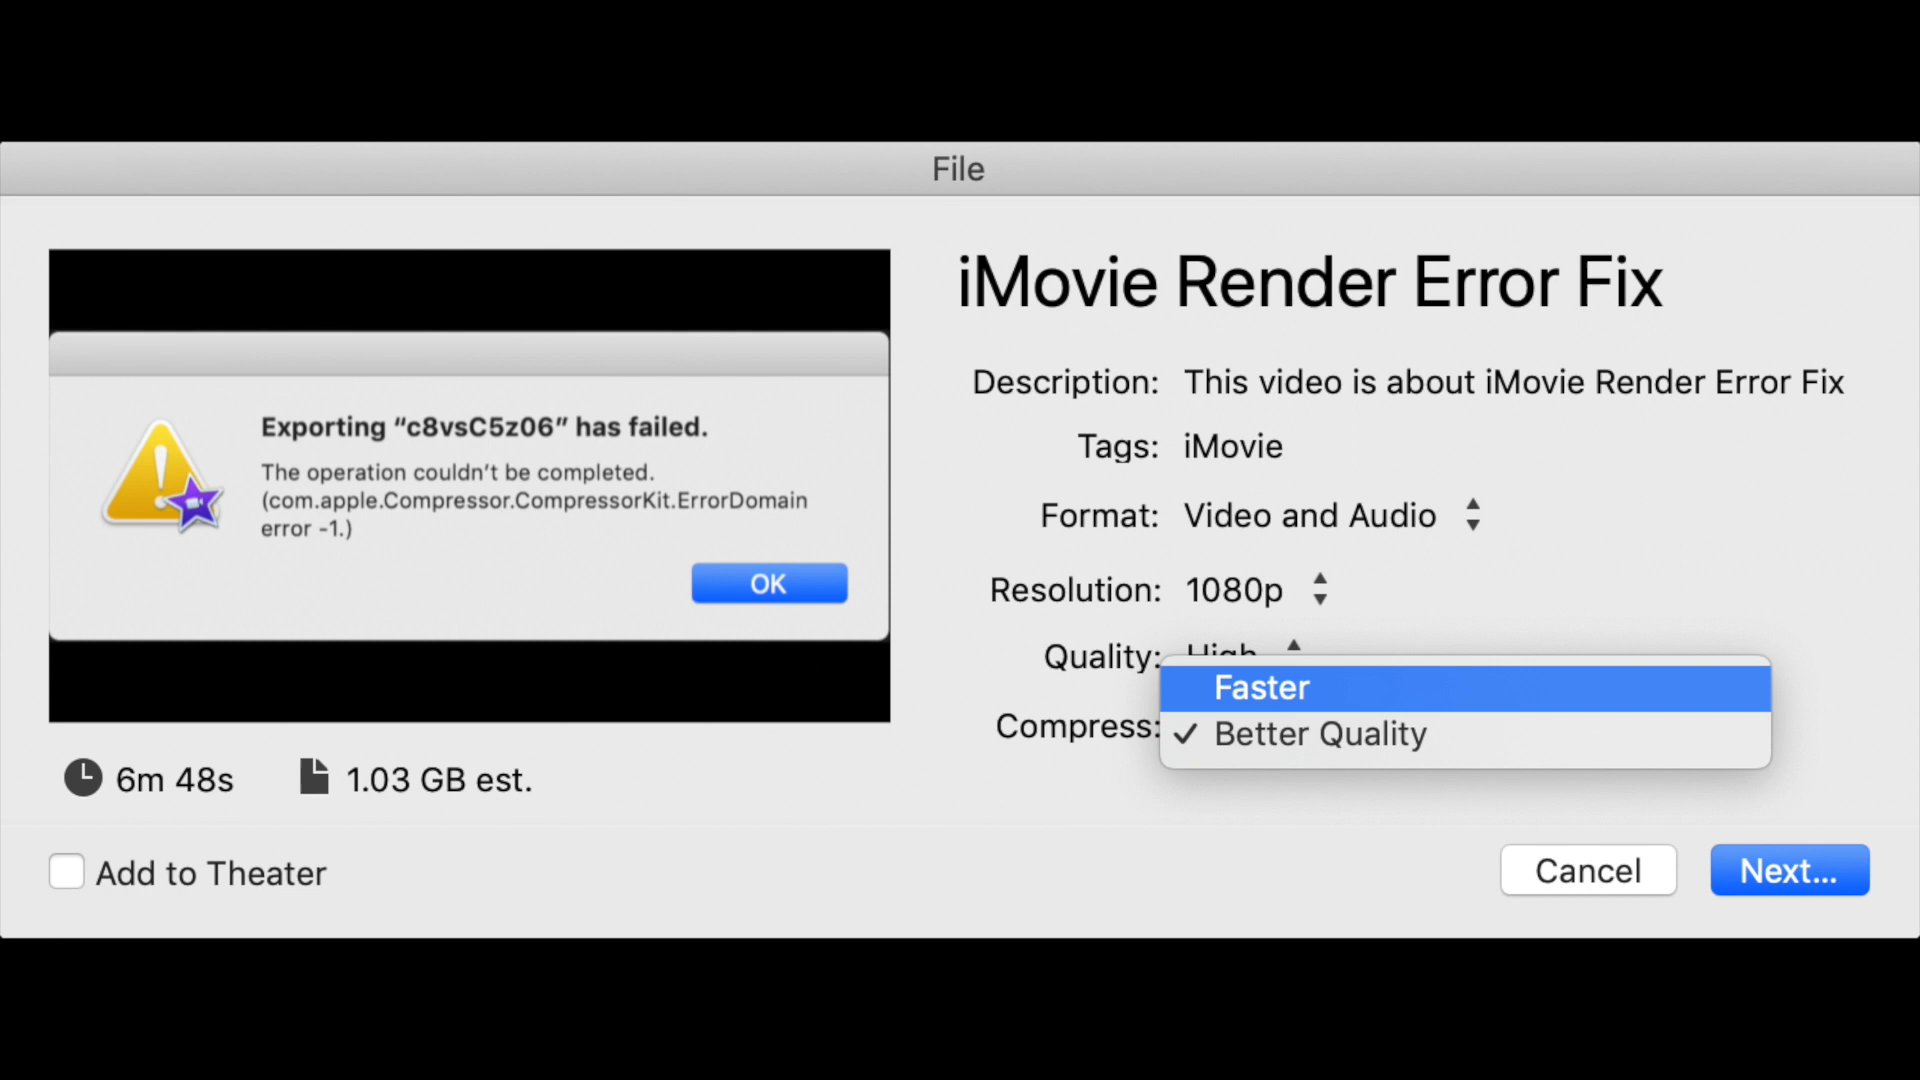 File
Exporting “c8vsC5z06” has failed.
The operation couldn’t be completed.
(com.apple.Compressor.CompressorKit.ErrorDomain
error -1.)
OK
6m 48s
1.03 GB est.
iMovie Render Error Fix
Description: This video is about iMovie Render Error Fix
Tags: iMovie
Format: Video and Audio
Resolution: 1080p
Quality: High
Compress:
Faster
✓ Better Quality
Add to Theater
Cancel
Next...